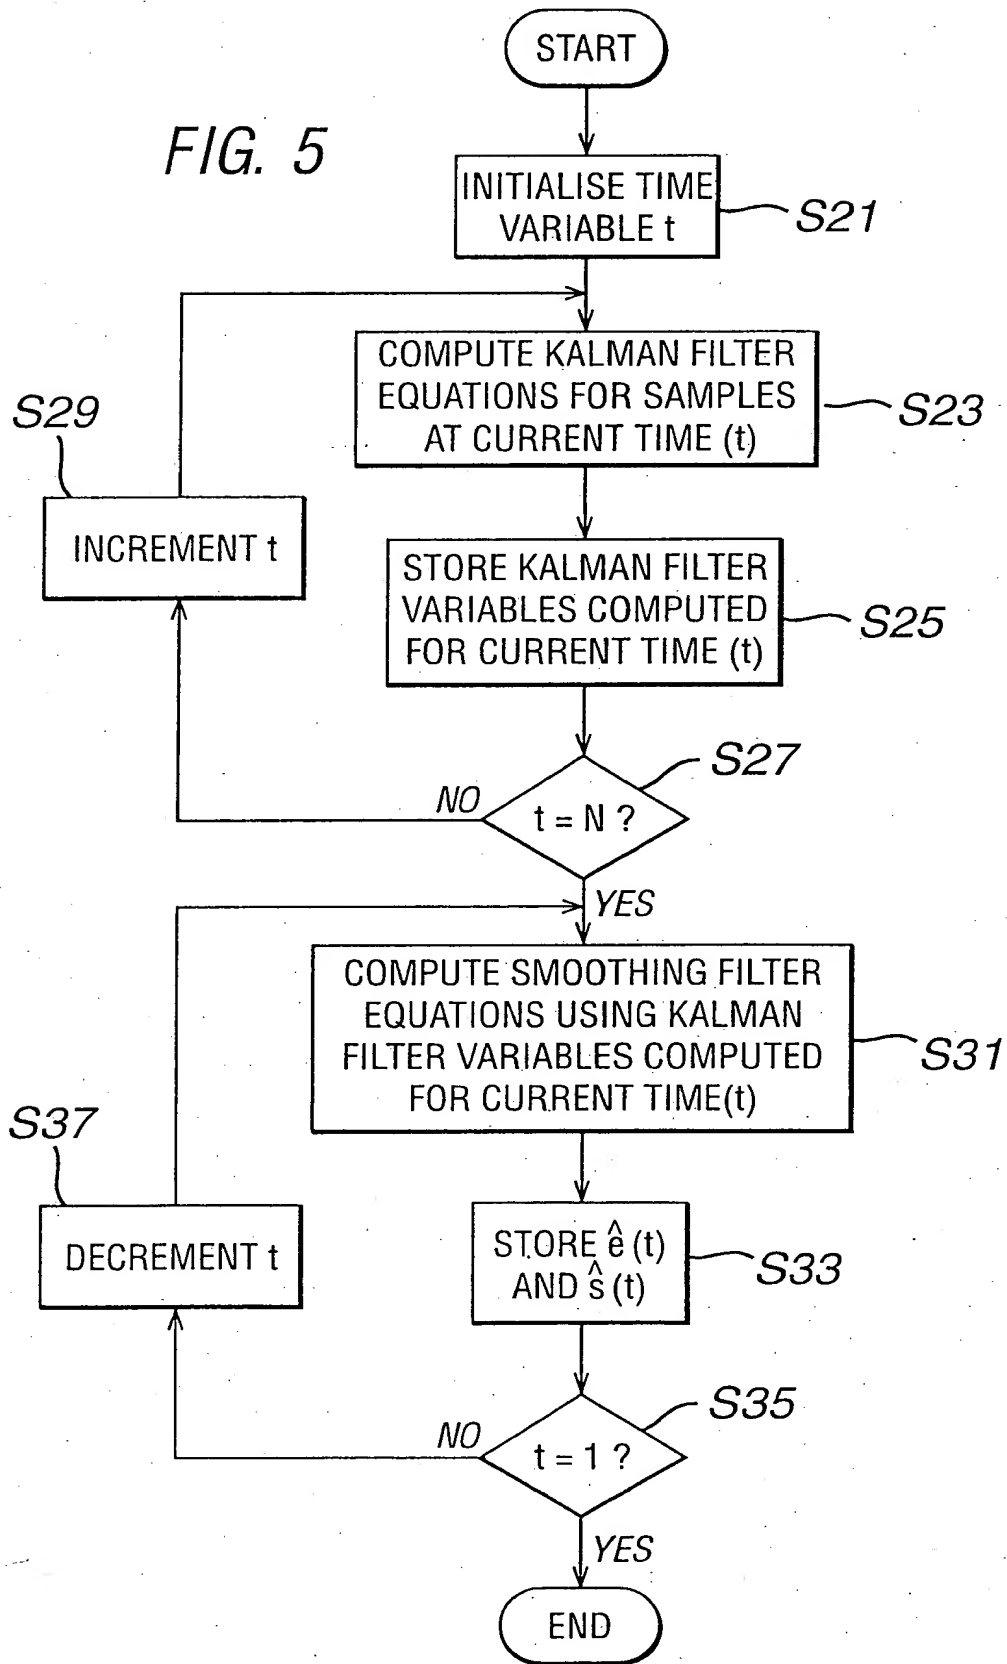 START
FIG. 5
INITIALISE TIME
VARIABLE t
S21
COMPUTE KALMAN FILTER
EQUATIONS FOR SAMPLES
AT CURRENT TIME (t)
S23
S29
INCREMENT t
STORE KALMAN FILTER
VARIABLES COMPUTED
FOR CURRENT TIME (t)
S25
S27
NO
t = N ?
YES
COMPUTE SMOOTHING FILTER
EQUATIONS USING KALMAN
FILTER VARIABLES COMPUTED
FOR CURRENT TIME(t)
S31
S37
DECREMENT t
STORE ê (t)
AND ŝ (t)
S33
S35
NO
t = 1 ?
YES
END